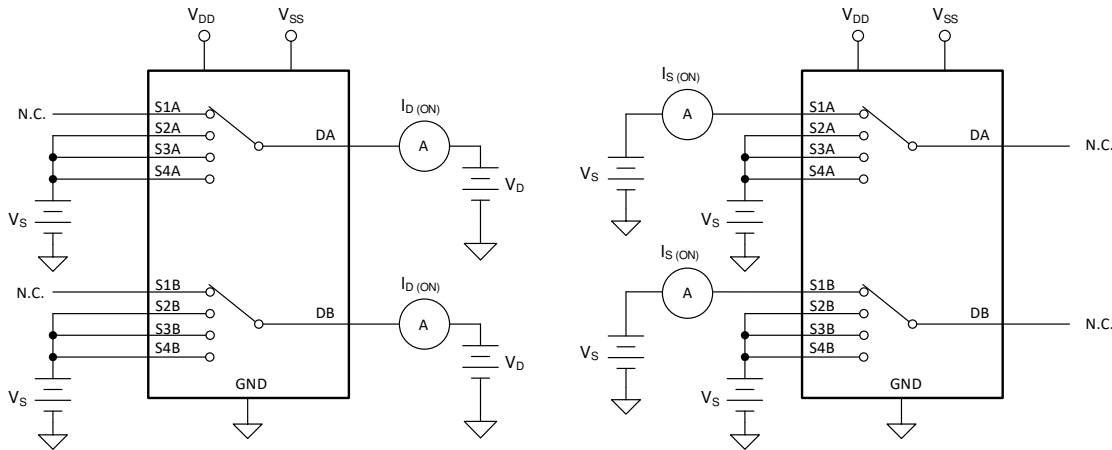 VDD VSS
N.C. S1A
S2A
S3A
S4A
DA
ID (ON)
A
VD
VS
N.C. S1B
S2B
S3B
S4B
DB
ID (ON)
A
VD
VS
GND
VDD VSS
IS (ON)
A
VS
S1A
S2A
S3A
S4A
DA
N.C.
VS
IS (ON)
A
VS
S1B
S2B
S3B
S4B
DB
N.C.
VS
GND